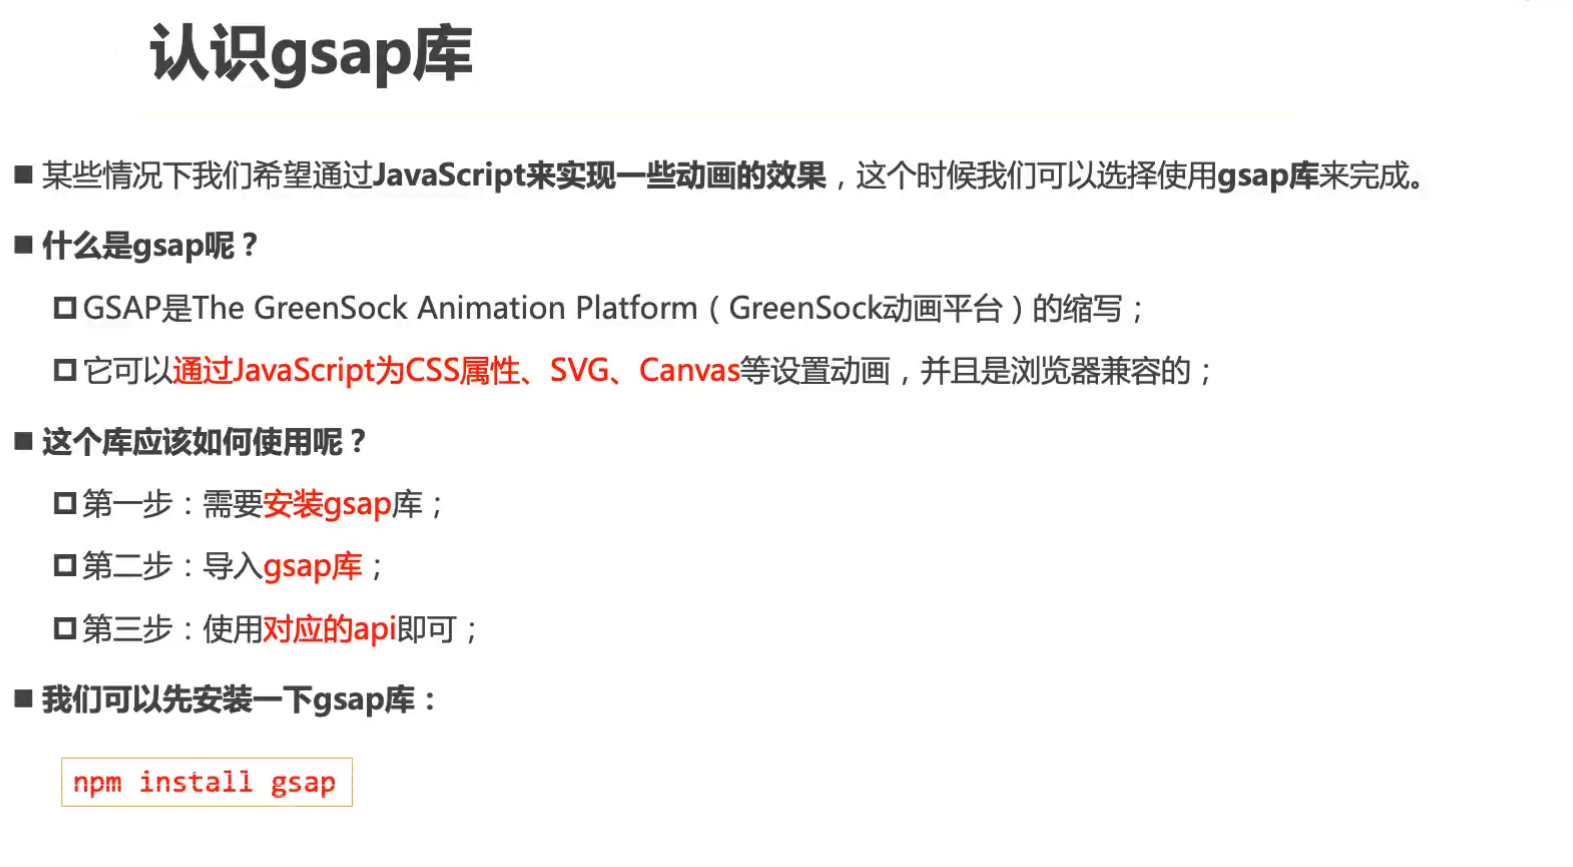 认识gsap库
某些情况下我们希望通过JavaScript来实现一些动画的效果，这个时候我们可以选择使用gsap库来完成。
什么是gsap呢？
GSAP是The GreenSock Animation Platform（GreenSock动画平台）的缩写；
它可以通过JavaScript为CSS属性、SVG、Canvas等设置动画，并且是浏览器兼容的；
这个库应该如何使用呢？
第一步：需要安装gsap库；
第二步：导入gsap库；
第三步：使用对应的api即可；
我们可以先安装一下gsap库：
npm install gsap